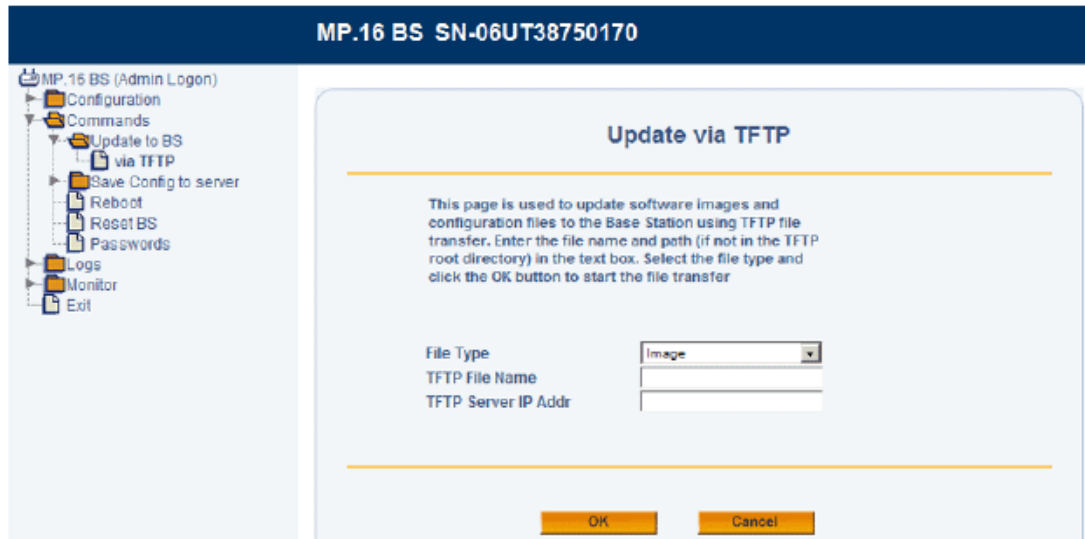 MP.16 BS SN-06UT38750170
MP.16 BS (Admin Logon)
Configuration
Commands
Update to BS
via TFTP
Save Config to server
Reboot
Reset BS
Passwords
Logs
Monitor
Exit
Update via TFTP
This page is used to update software images and
configuration files to the Base Station using TFTP file
transfer. Enter the file name and path (if not in the TFTP
root directory) in the text box. Select the file type and
click the OK button to start the file transfer
File Type
Image
TFTP File Name
TFTP Server IP Addr
OK
Cancel